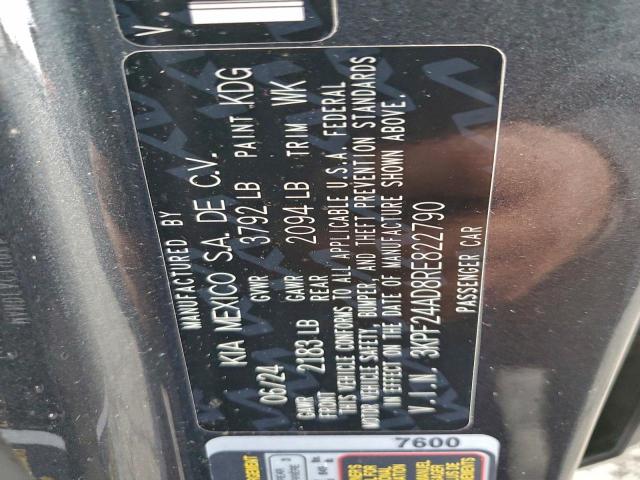 V.
MANUFACTURED BY
KIA MEXICO S.A. DE C.V.
06/24 GVWR 3792 LB PAINT KDG
GAWR FRONT 2183 LB GAWR REAR 2094 LB TRIM WK
THIS VEHICLE CONFORMS TO ALL APPLICABLE U.S.A. FEDERAL
MOTOR VEHICLE SAFETY, BUMPER, AND THEFT PREVENTION STANDARDS
IN EFFECT ON THE DATE OF MANUFACTURE SHOWN ABOVE.
V.I.N. 3KPF24AD8RE822790
PASSENGER CAR
7600